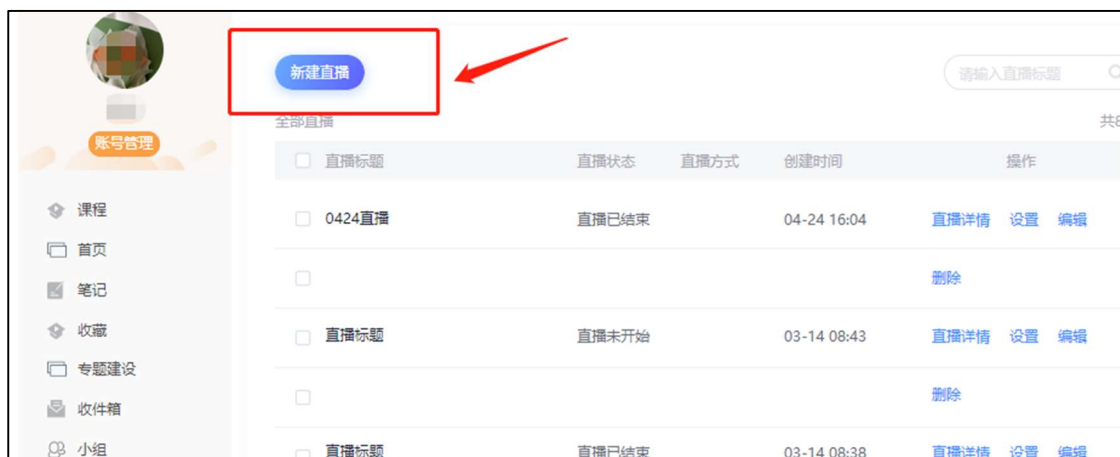 新建直播
请输入直播标题
全部直播
共8
账号管理
直播标题 直播状态 直播方式 创建时间 操作
课程
0424直播 直播已结束 04-24 16:04 直播详情 设置 编辑
首页
删除
笔记
收藏
直播标题 直播未开始 03-14 08:43 直播详情 设置 编辑
专题建设
删除
收件箱
小组
直播标题 直播已结束 03-14 08:38 直播详情 设置 编辑